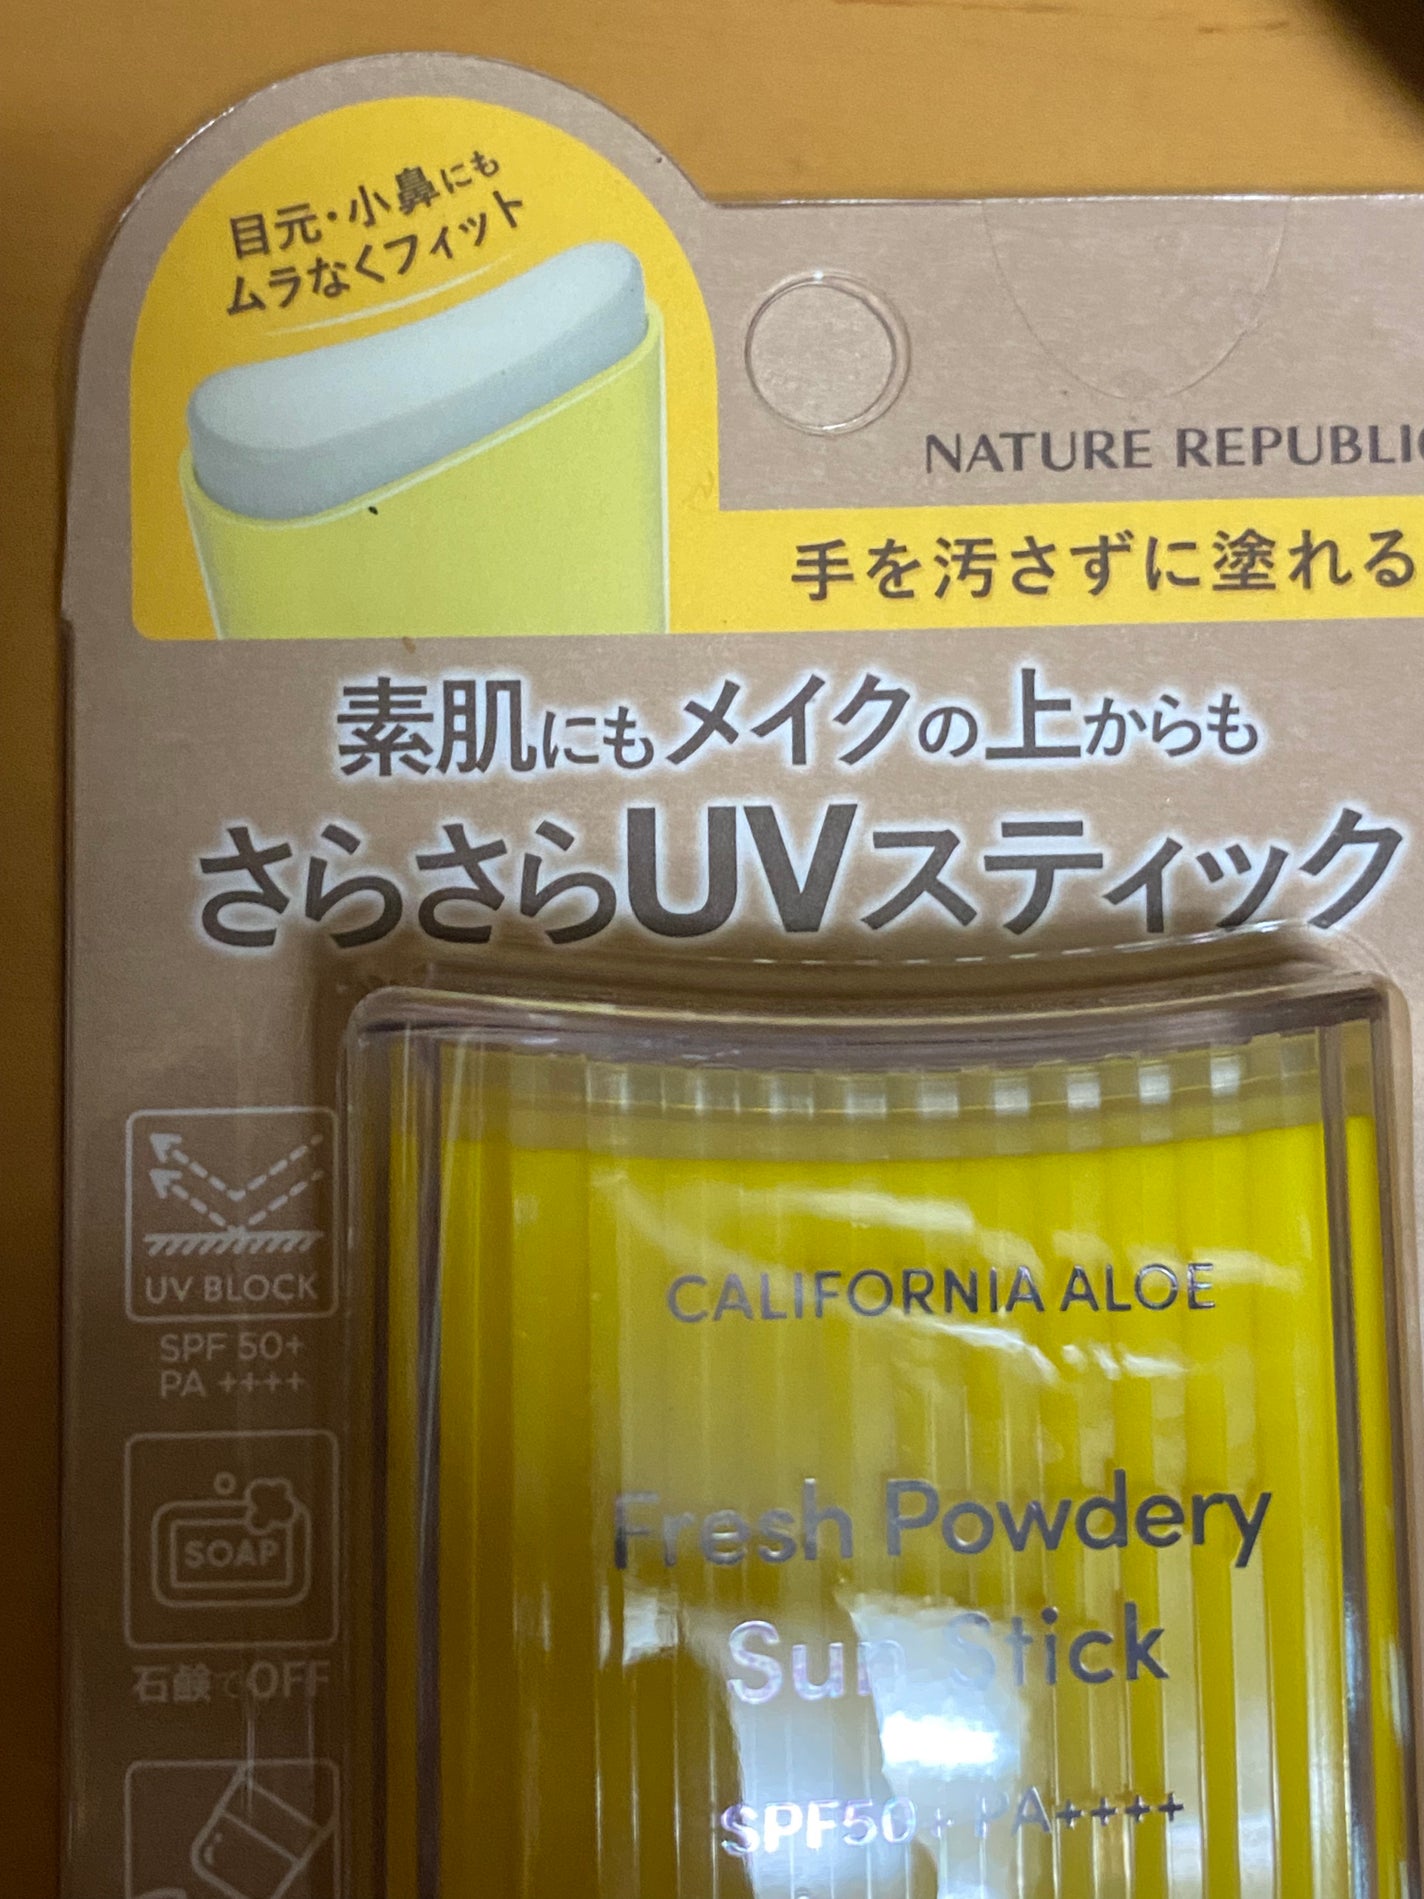 目元・小鼻にも
ムラなくフィット
NATURE REPUBLIC
手を汚さずに塗れる
素肌にもメイクの上からも
さらさらUVスティック
UV BLOCK
SPF 50+
PA ++++
SOAP
石鹸でOFF
CALIFORNIA ALOE
Fresh Powdery
Sun Stick
SPF50+ PA++++